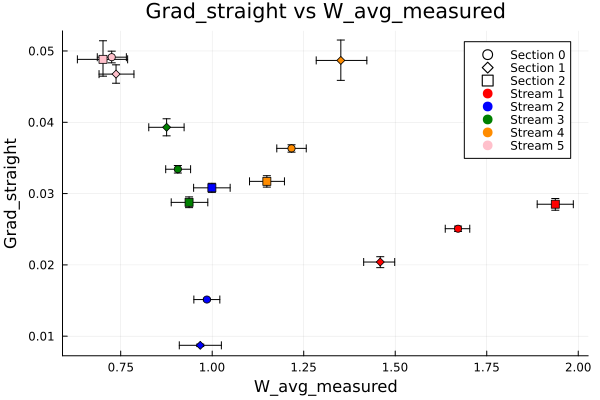 Grad_straight vs W_avg_measured
0.05
0.04
0.03
0.02
0.01
Grad_straight
0.75
1.00
1.25
1.50
1.75
2.00
W_avg_measured
Section 0
Section 1
Section 2
Stream 1
Stream 2
Stream 3
Stream 4
Stream 5